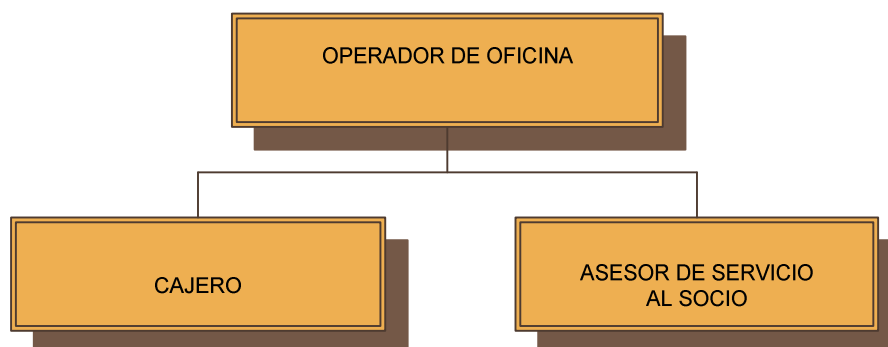 OPERADOR DE OFICINA
CAJERO
ASESOR DE SERVICIO
AL SOCIO